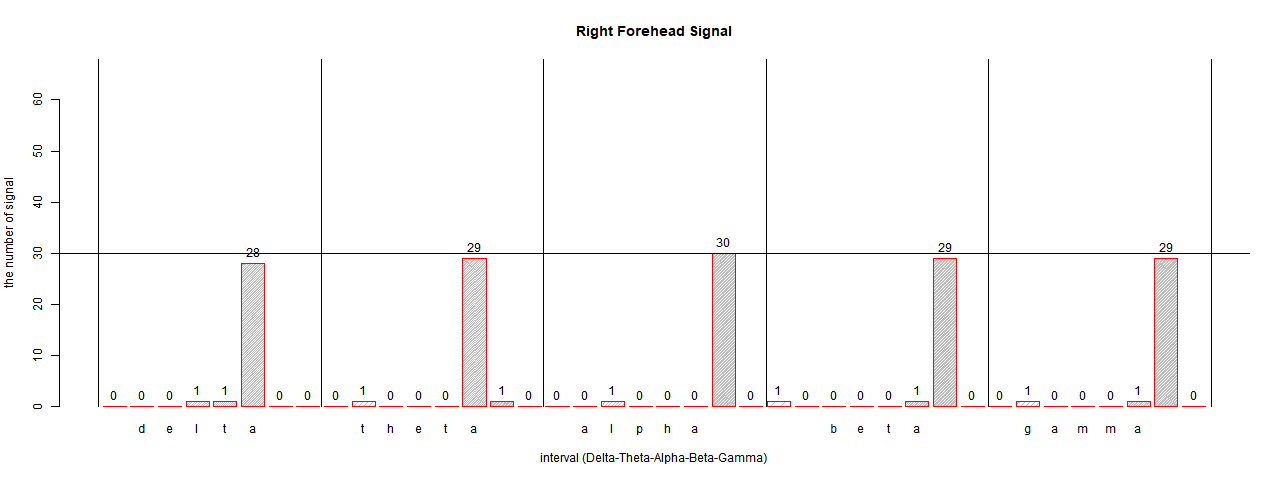 Right Forehead Signal
the number of signal
60
50
40
30
20
10
0
28 29 30 29 29
0 0 0 1 1 0 0 0 1 0 0 0 1 0 0 0 1 0 0 0 0 1 0 0 0 1 0 0 1 0 0 0 1 0
d e l t a t h e t a a l p h a b e t a g a m m a
interval (Delta-Theta-Alpha-Beta-Gamma)